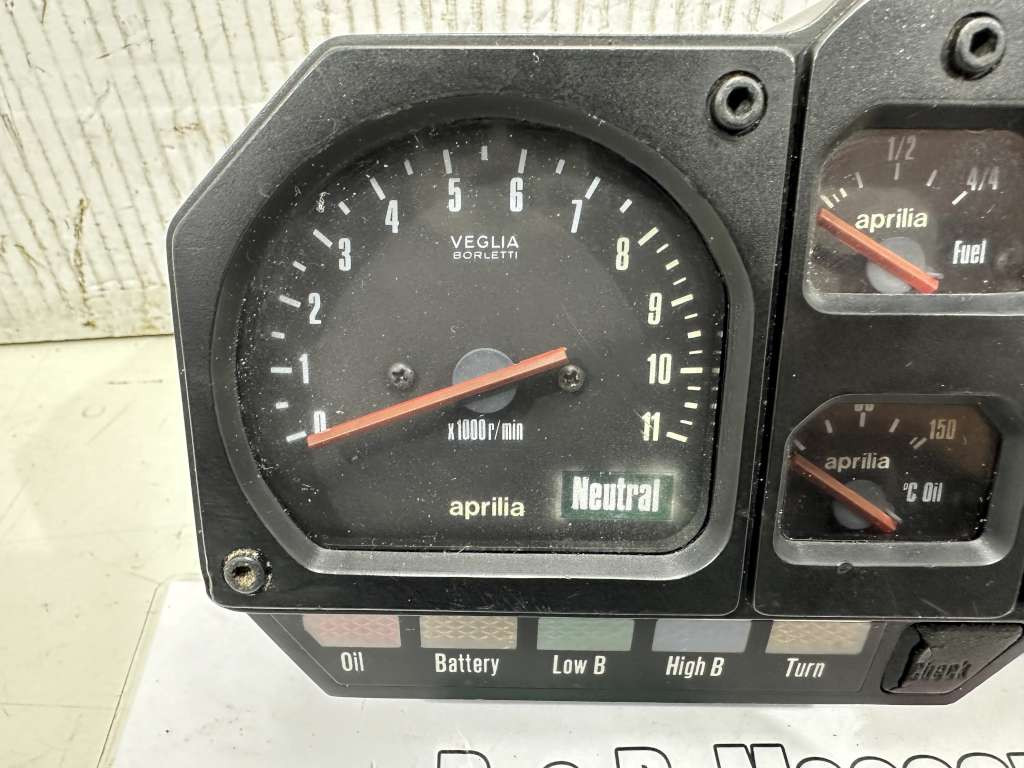 5 6
4 7
3 8
2 9
1 10
0 11
VEGLIA
BORLETTI
x1000 r/min
aprilia
Neutral
1/2
4/4
aprilia
Fuel
150
aprilia
°C Oil
Oil Battery Low B High B Turn
Check